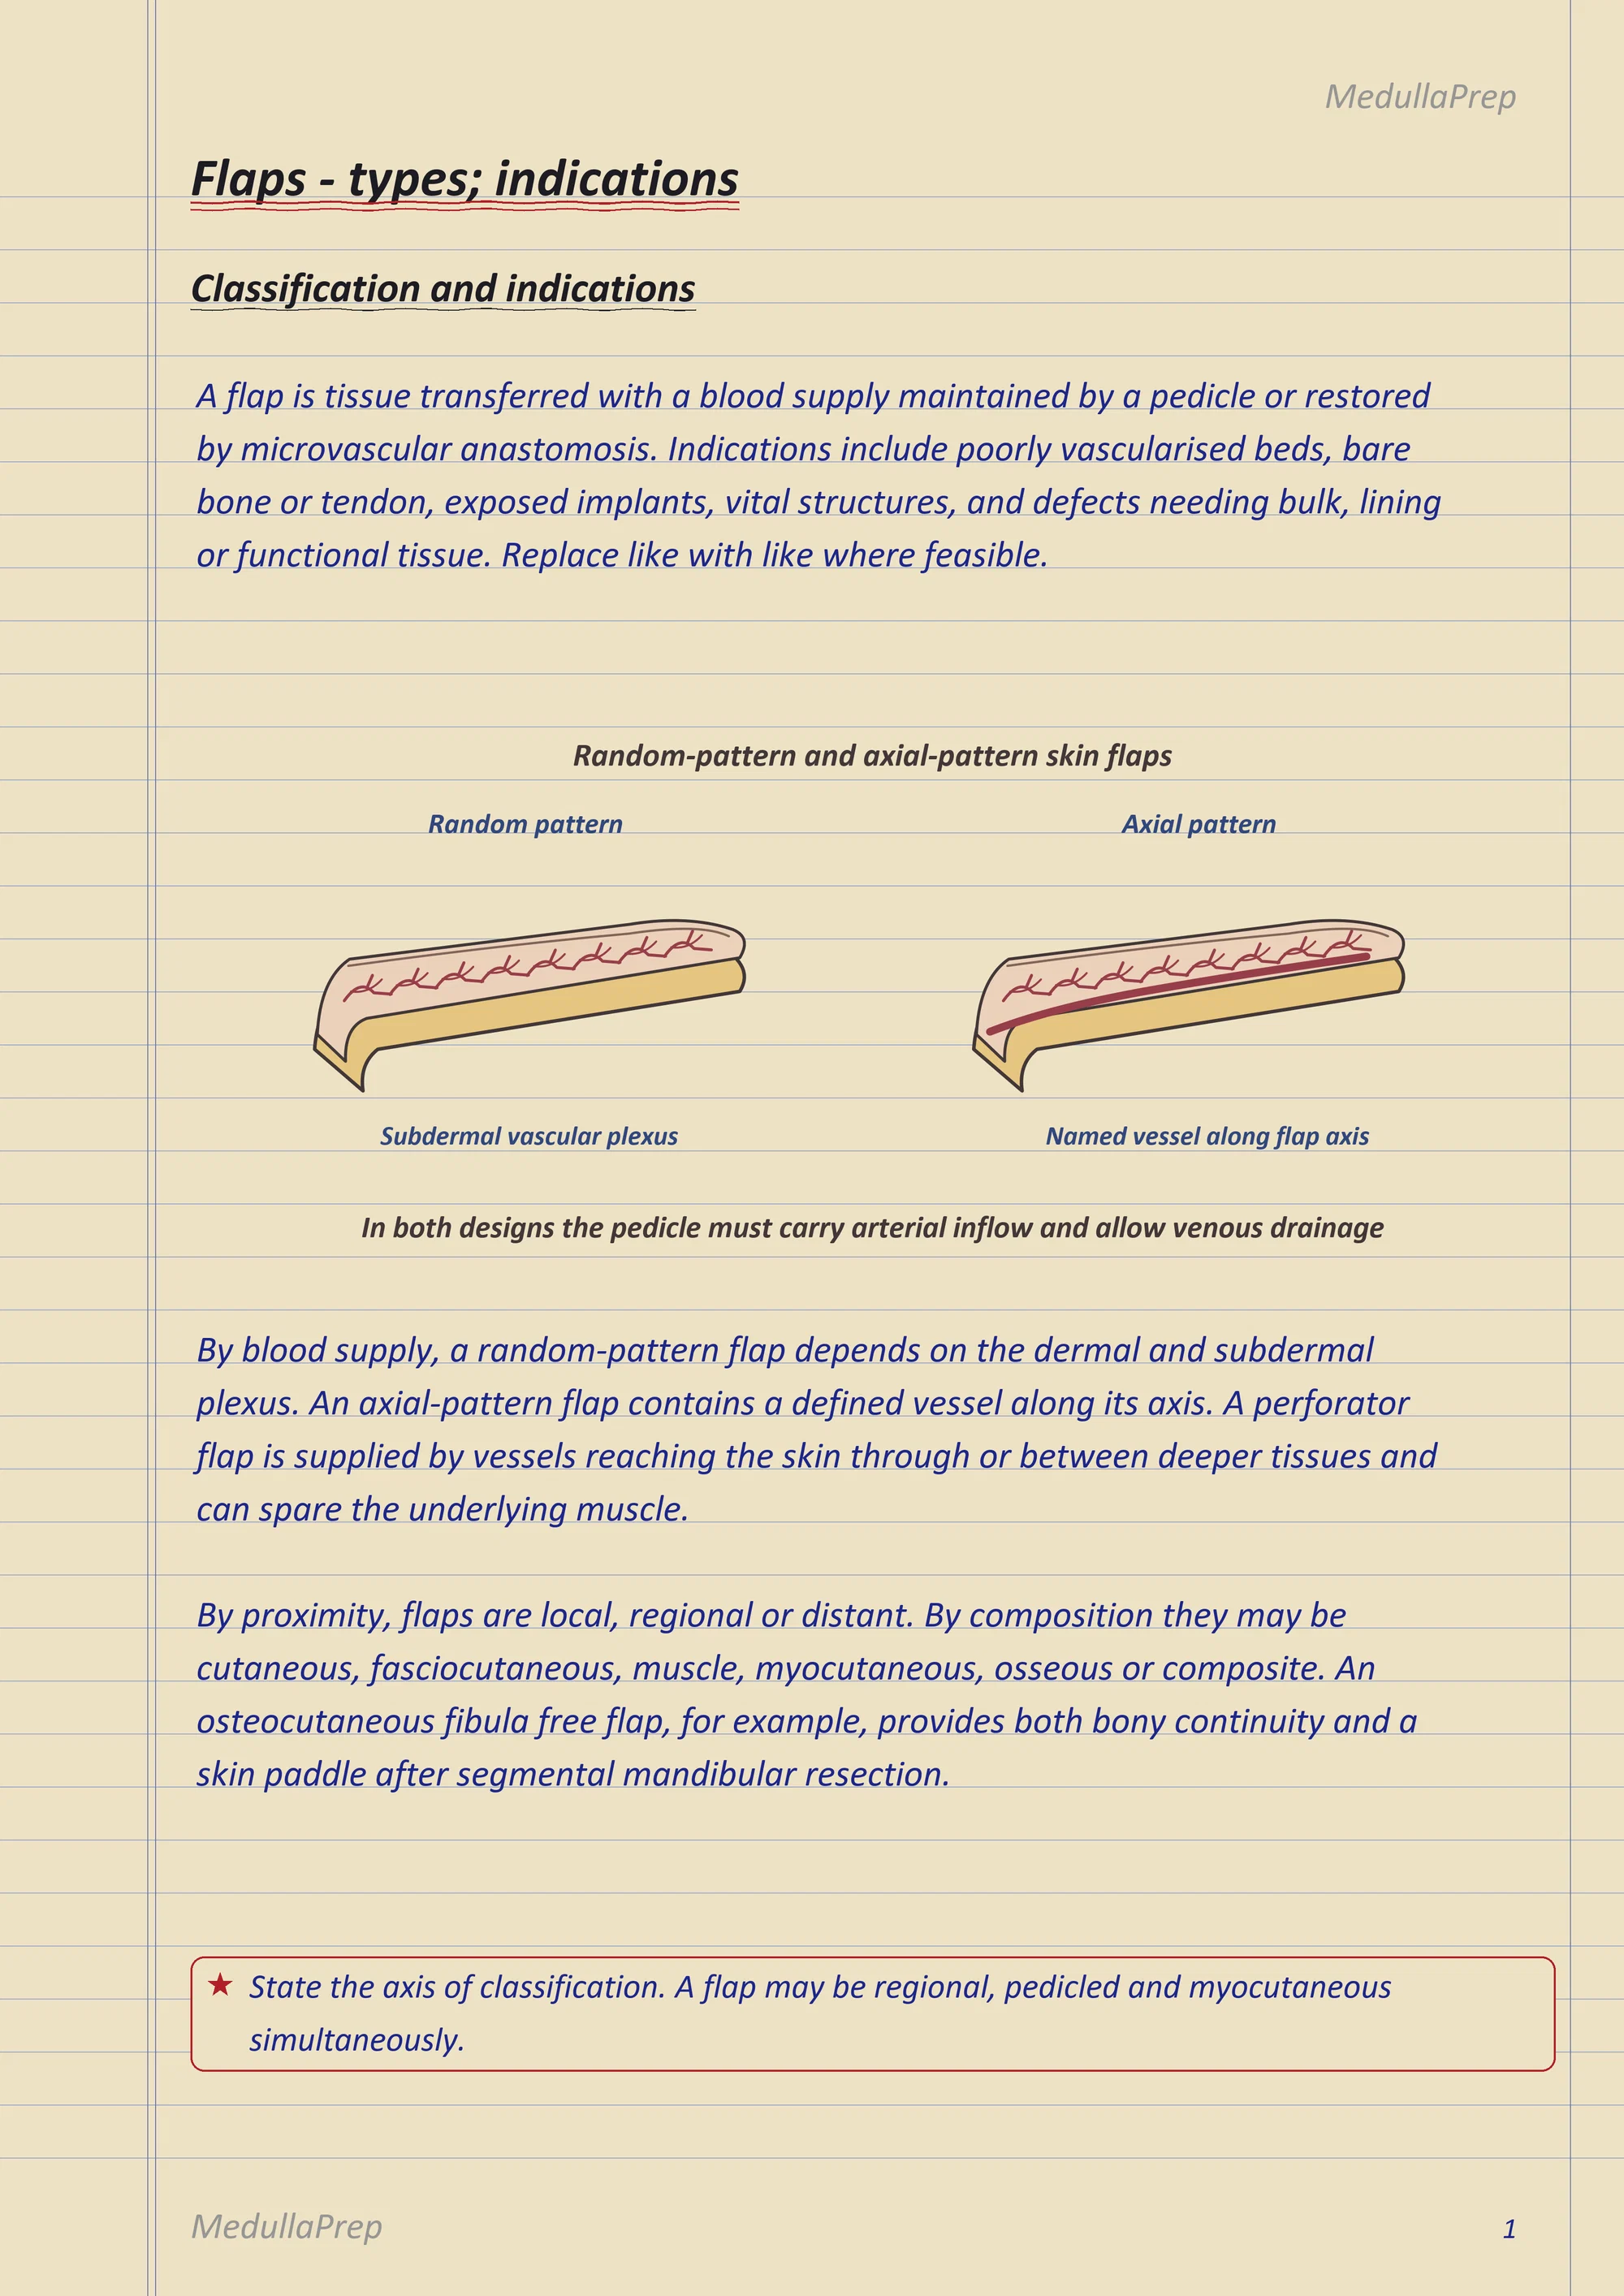 MedullaPrep
Flaps - types; indications
Classification and indications
A flap is tissue transferred with a blood supply maintained by a pedicle or restored
by microvascular anastomosis. Indications include poorly vascularised beds, bare
bone or tendon, exposed implants, vital structures, and defects needing bulk, lining
or functional tissue. Replace like with like where feasible.
Random-pattern and axial-pattern skin flaps
Random pattern
Axial pattern
Subdermal vascular plexus
Named vessel along flap axis
In both designs the pedicle must carry arterial inflow and allow venous drainage
By blood supply, a random-pattern flap depends on the dermal and subdermal
plexus. An axial-pattern flap contains a defined vessel along its axis. A perforator
flap is supplied by vessels reaching the skin through or between deeper tissues and
can spare the underlying muscle.
By proximity, flaps are local, regional or distant. By composition they may be
cutaneous, fasciocutaneous, muscle, myocutaneous, osseous or composite. An
osteocutaneous fibula free flap, for example, provides both bony continuity and a
skin paddle after segmental mandibular resection.
★ State the axis of classification. A flap may be regional, pedicled and myocutaneous
simultaneously.
MedullaPrep
1